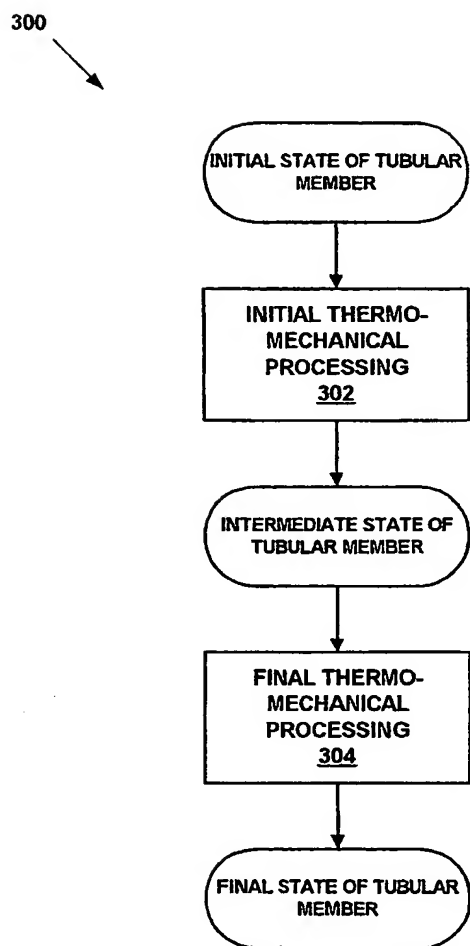 300
INITIAL STATE OF TUBULAR
MEMBER
INITIAL THERMO-
MECHANICAL
PROCESSING
302
INTERMEDIATE STATE OF
TUBULAR MEMBER
FINAL THERMO-
MECHANICAL
PROCESSING
304
FINAL STATE OF TUBULAR
MEMBER